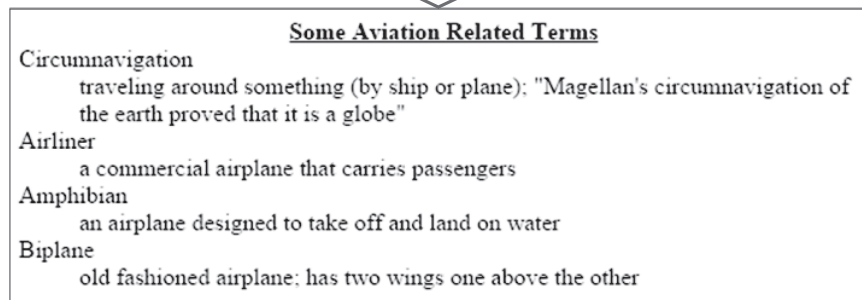 Some Aviation Related Terms
Circumnavigation
traveling around something (by ship or plane); "Magellan's circumnavigation of
the earth proved that it is a globe"
Airliner
a commercial airplane that carries passengers
Amphibian
an airplane designed to take off and land on water
Biplane
old fashioned airplane; has two wings one above the other